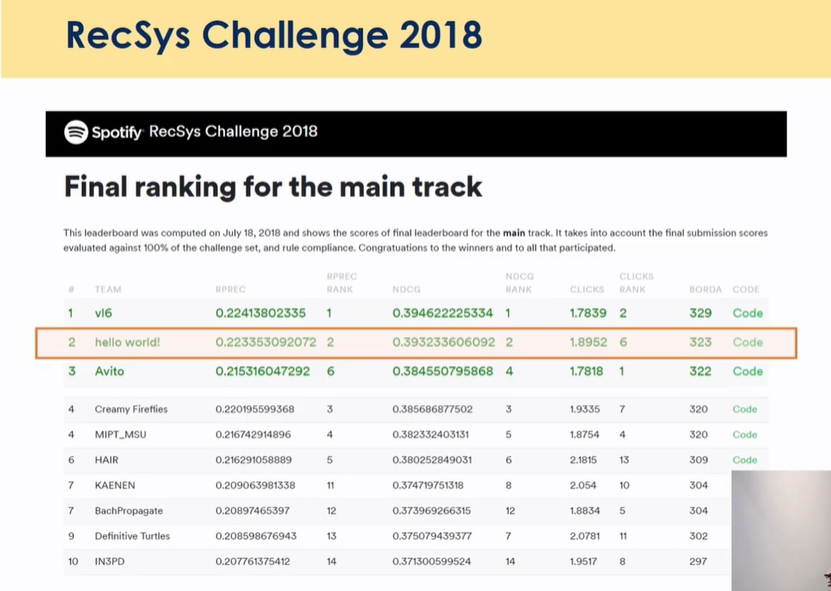 RecSys Challenge 2018
Spotify RecSys Challenge 2018
Final ranking for the main track
This leaderboard was computed on July 18, 2018 and shows the scores of final leaderboard for the main track. It takes into account the final submission scores
evaluated against 100% of the challenge set, and rule compliance. Congratuations to the winners and to all that participated.
# TEAM RPREC RPREC RANK NDCG NDCG RANK CLICKS CLICKS RANK BORDA CODE
1 vl6 0.22413802335 1 0.394622225334 1 1.7839 2 329 Code
2 hello world! 0.223353092072 2 0.393233606092 2 1.8952 6 323 Code
3 Avito 0.215316047292 6 0.384550795868 4 1.7818 1 322 Code
4 Creamy Fireflies 0.220195599368 3 0.385686877502 3 1.9335 7 320 Code
4 MIPT_MSU 0.216742914896 4 0.382332403131 5 1.8754 4 320 Code
6 HAIR 0.216291058889 5 0.380252849031 6 2.1815 13 309 Code
7 KAENEN 0.209063981338 11 0.374719751318 8 2.054 10 304
7 BachPropagate 0.20897465397 12 0.373969266315 12 1.8834 5 304
9 Definitive Turtles 0.208598676943 13 0.375079439377 7 2.0781 11 302
10 IN3PD 0.207761375412 14 0.371300599524 14 1.9517 8 297